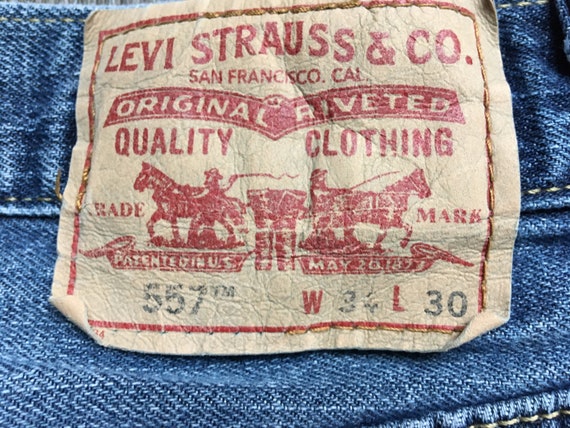 LEVI STRAUSS & CO.
SAN FRANCISCO. CAL
ORIGINAL RIVETED
QUALITY CLOTHING
TRADE MARK
PATENTED IN U.S. MAY 20 1873
557™ W 34 L 30